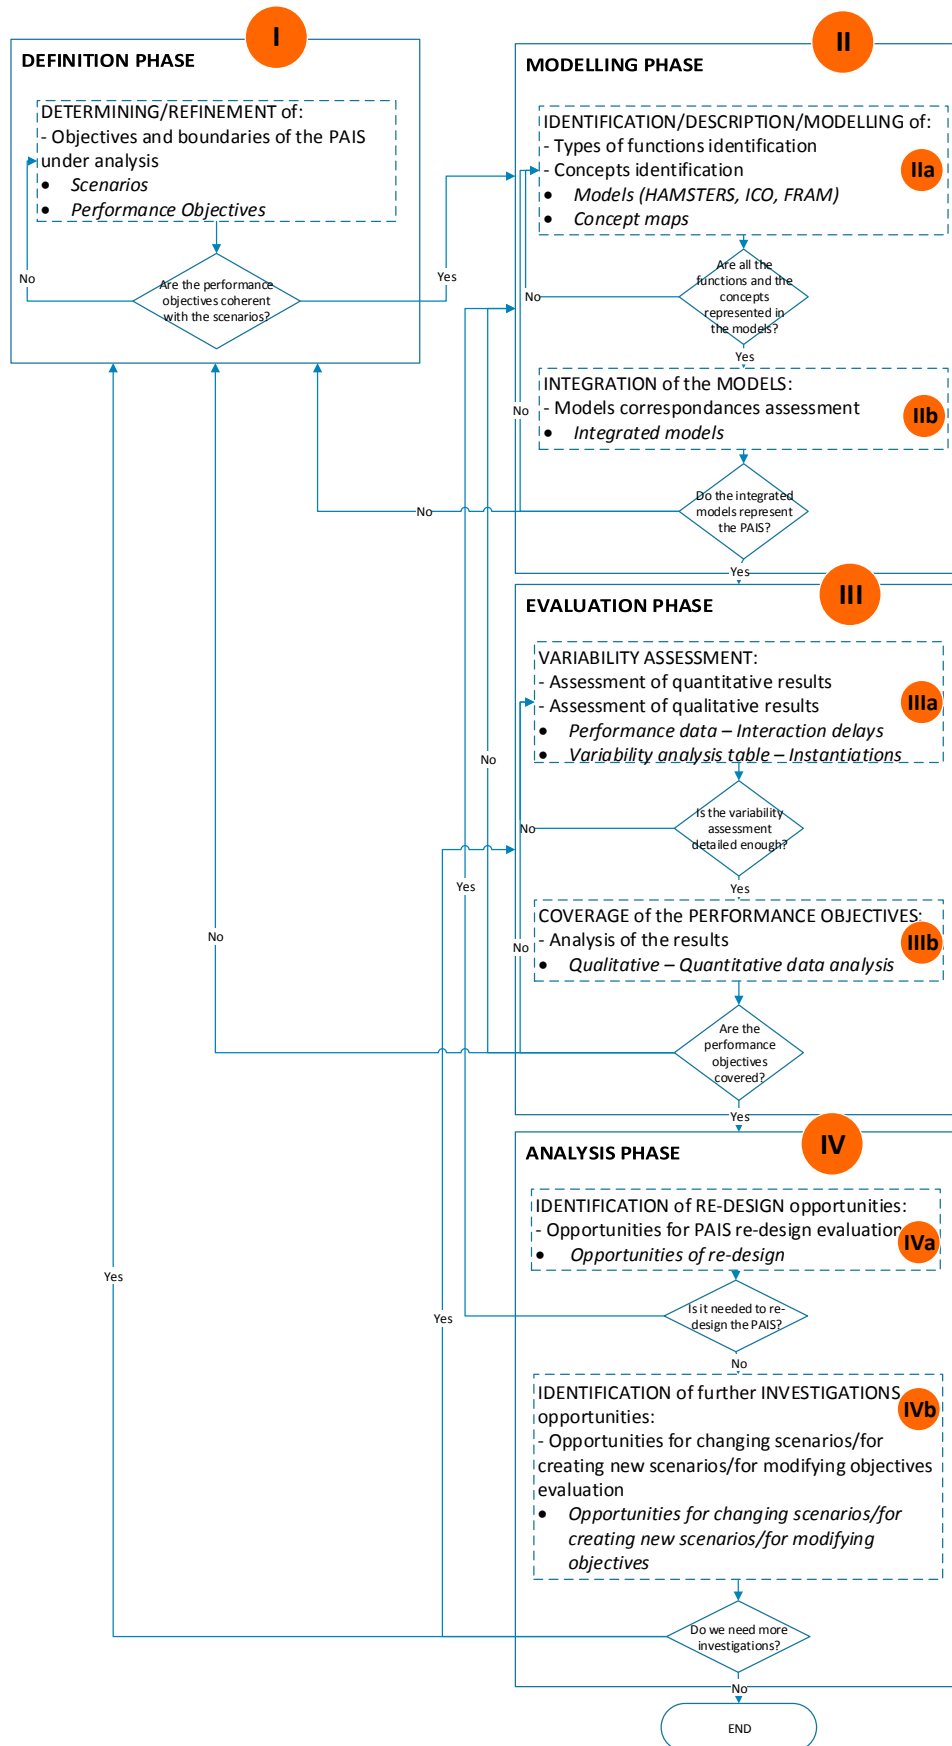 I
DEFINITION PHASE
DETERMINING/REFINEMENT of:
- Objectives and boundaries of the PAIS
under analysis
• Scenarios
• Performance Objectives
No
Are the performance
objectives coherent
with the scenarios?
Yes
II
MODELLING PHASE
IDENTIFICATION/DESCRIPTION/MODELLING of:
- Types of functions identification
- Concepts identification
• Models (HAMSTERS, ICO, FRAM)
• Concept maps
IIa
No
Are all the
functions and the
concepts
represented in
the models?
Yes
INTEGRATION of the MODELS:
- Models correspondances assessment
• Integrated models
IIb
No
No
Do the integrated
models represent
the PAIS?
Yes
III
EVALUATION PHASE
VARIABILITY ASSESSMENT:
- Assessment of quantitative results
- Assessment of qualitative results
• Performance data – Interaction delays
• Variability analysis table – Instantiations
IIIa
No
No
Is the variability
assessment
detailed enough?
Yes
Yes
COVERAGE of the PERFORMANCE OBJECTIVES:
- Analysis of the results
• Qualitative – Quantitative data analysis
IIIb
No
No
Are the
performance
objectives
covered?
Yes
IV
ANALYSIS PHASE
IDENTIFICATION of RE-DESIGN opportunities:
- Opportunities for PAIS re-design evaluation
• Opportunities of re-design
IVa
Yes
Yes
Is it needed to re-
design the PAIS?
No
IDENTIFICATION of further INVESTIGATIONS
opportunities:
- Opportunities for changing scenarios/for
creating new scenarios/for modifying objectives
evaluation
• Opportunities for changing scenarios/for
creating new scenarios/for modifying
objectives
IVb
Do we need more
investigations?
No
END